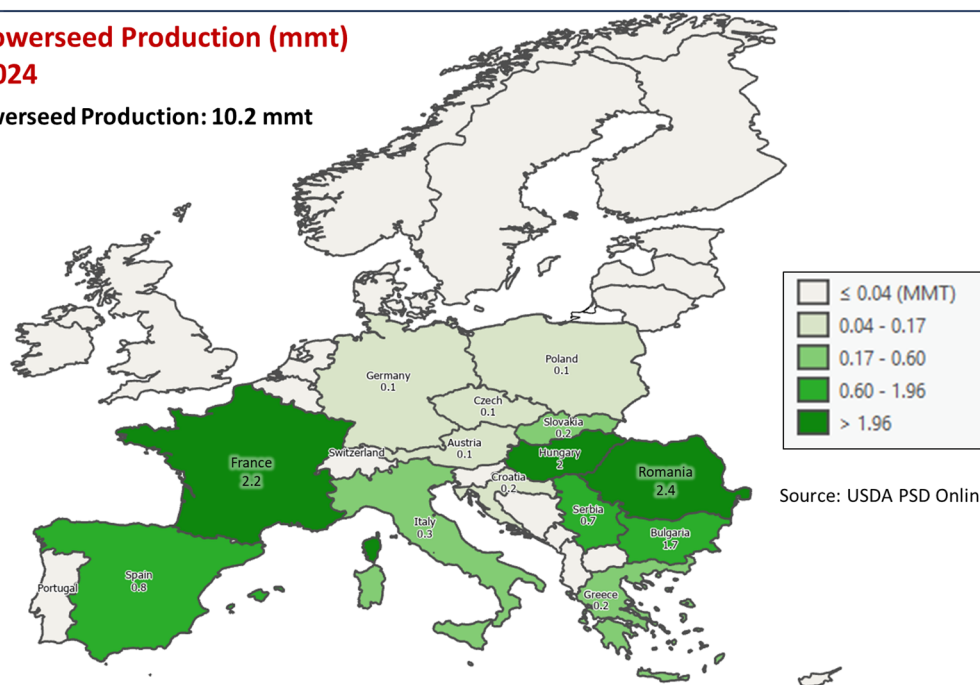 owerseed Production (mmt)
024
verseed Production: 10.2 mmt
≤ 0.04 (MMT)
0.04 - 0.17
0.17 - 0.60
0.60 - 1.96
> 1.96
Source: USDA PSD Onlin
Poland
0.1
Germany
0.1
Czech
0.1
Slovakia
0.2
Austria
0.1
Switzerland
Hungary
2
France
2.2
Romania
2.4
Croatia
0.2
Serbia
0.7
Italy
0.3
Bulgaria
1.7
Spain
0.8
Portugal
Greece
0.2